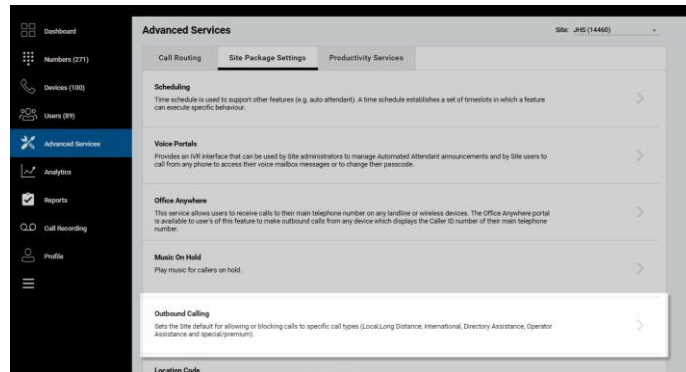 Dashboard
Numbers (271)
Devices (100)
Users (89)
Advanced Services
Analytics
Reports
Call Recording
Profile
Advanced Services
Site: JHS (14460)
Call Routing
Site Package Settings
Productivity Services
Scheduling
Time schedule is used to support other features (e.g. auto attendant). A time schedule establishes a set of timeslots in which a feature
can execute specific behaviour.
Voice Portals
Provides an IVR interface that can be used by Site administrators to manage Automated Attendant announcements and by Site users to
call from any phone to access their voice mailbox messages or to change their passcode.
Office Anywhere
This service allows users to receive calls to their main telephone number on any landline or wireless devices. The Office Anywhere portal
is available to user's of this feature to make outbound calls from any device which displays the Caller ID number of their main telephone
number.
Music On Hold
Play music for callers on hold.
Outbound Calling
Sets the Site default for allowing or blocking calls to specific call types (Local,Long Distance, International, Directory Assistance, Operator
Assistance and special/premium).
Location Code